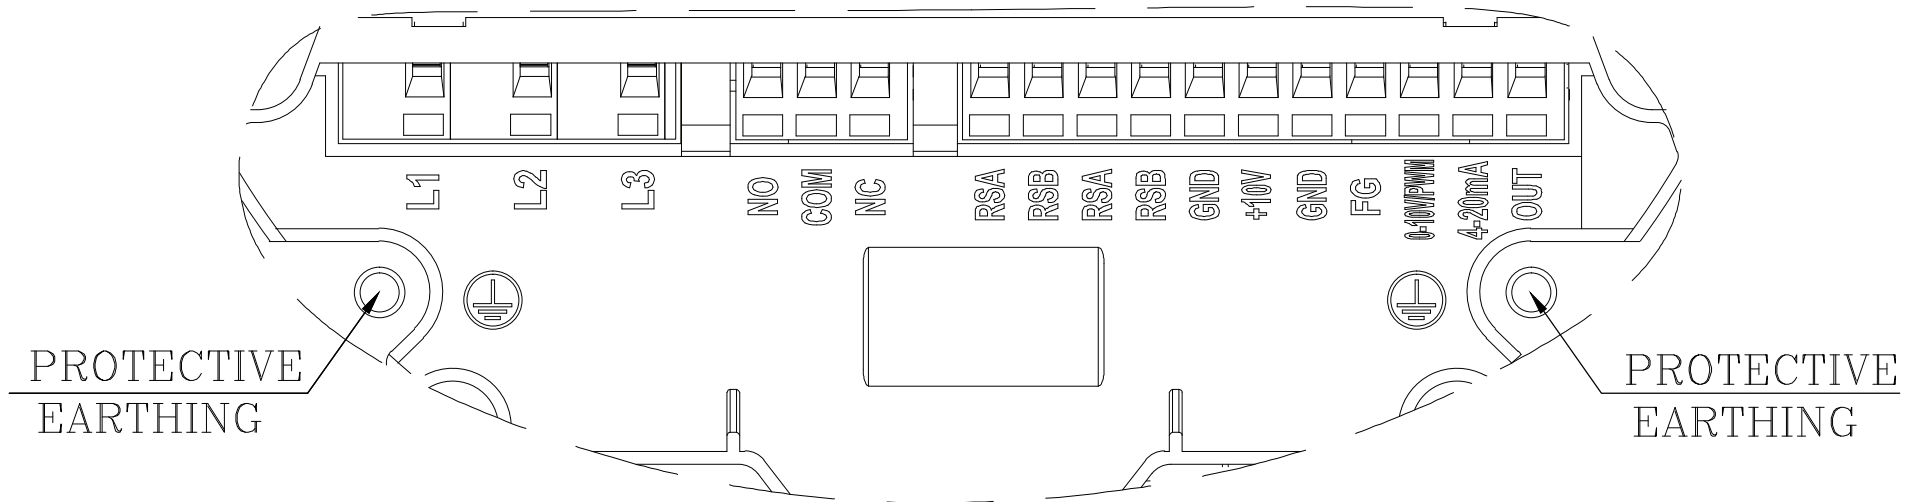 L1
L2
L3
NO
COM
NC
RSA
RSB
RSA
RSB
GND
+10V
GND
FG
0-10V/PWM
4-20mA
OUT
PROTECTIVE
EARTHING
PROTECTIVE
EARTHING